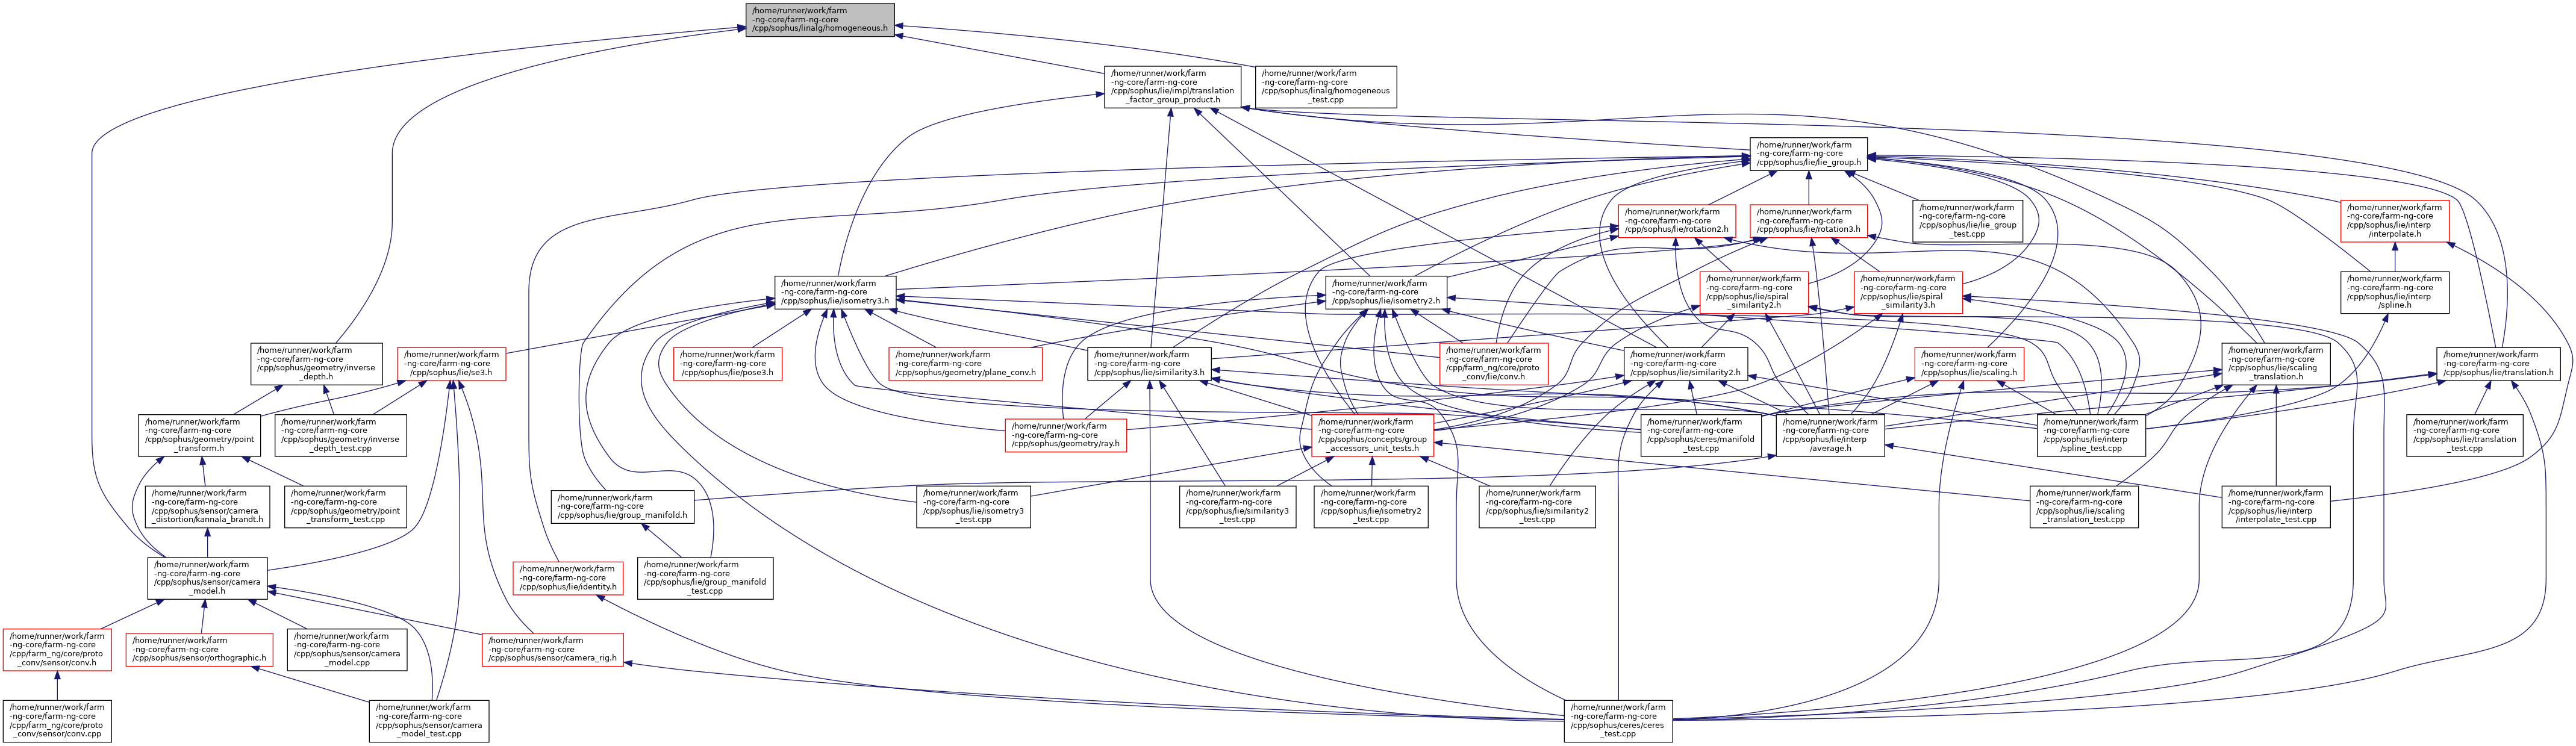 /home/runner/work/farm
-ng-core/farm-ng-core
/cpp/sophus/linalg/homogeneous.h
/home/runner/work/farm
-ng-core/farm-ng-core
/cpp/sophus/lie/impl/translation
_factor_group_product.h
/home/runner/work/farm
-ng-core/farm-ng-core
/cpp/sophus/linalg/homogeneous
_test.cpp
/home/runner/work/farm
-ng-core/farm-ng-core
/cpp/sophus/lie/lie_group.h
/home/runner/work/farm
-ng-core/farm-ng-core
/cpp/sophus/lie/rotation2.h
/home/runner/work/farm
-ng-core/farm-ng-core
/cpp/sophus/lie/rotation3.h
/home/runner/work/farm
-ng-core/farm-ng-core
/cpp/sophus/lie/lie_group
_test.cpp
/home/runner/work/farm
-ng-core/farm-ng-core
/cpp/sophus/lie/interp
/interpolate.h
/home/runner/work/farm
-ng-core/farm-ng-core
/cpp/sophus/lie/isometry3.h
/home/runner/work/farm
-ng-core/farm-ng-core
/cpp/sophus/lie/isometry2.h
/home/runner/work/farm
-ng-core/farm-ng-core
/cpp/sophus/lie/spiral
_similarity2.h
/home/runner/work/farm
-ng-core/farm-ng-core
/cpp/sophus/lie/spiral
_similarity3.h
/home/runner/work/farm
-ng-core/farm-ng-core
/cpp/sophus/lie/interp
/spline.h
/home/runner/work/farm
-ng-core/farm-ng-core
/cpp/sophus/geometry/inverse
_depth.h
/home/runner/work/farm
-ng-core/farm-ng-core
/cpp/sophus/lie/se3.h
/home/runner/work/farm
-ng-core/farm-ng-core
/cpp/sophus/lie/pose3.h
/home/runner/work/farm
-ng-core/farm-ng-core
/cpp/sophus/geometry/plane_conv.h
/home/runner/work/farm
-ng-core/farm-ng-core
/cpp/sophus/lie/similarity3.h
/home/runner/work/farm
-ng-core/farm-ng-core
/cpp/farm_ng/core/proto
_conv/lie/conv.h
/home/runner/work/farm
-ng-core/farm-ng-core
/cpp/sophus/lie/similarity2.h
/home/runner/work/farm
-ng-core/farm-ng-core
/cpp/sophus/lie/scaling.h
/home/runner/work/farm
-ng-core/farm-ng-core
/cpp/sophus/lie/scaling
_translation.h
/home/runner/work/farm
-ng-core/farm-ng-core
/cpp/sophus/lie/translation.h
/home/runner/work/farm
-ng-core/farm-ng-core
/cpp/sophus/geometry/point
_transform.h
/home/runner/work/farm
-ng-core/farm-ng-core
/cpp/sophus/geometry/inverse
_depth_test.cpp
/home/runner/work/farm
-ng-core/farm-ng-core
/cpp/sophus/geometry/ray.h
/home/runner/work/farm
-ng-core/farm-ng-core
/cpp/sophus/concepts/group
_accessors_unit_tests.h
/home/runner/work/farm
-ng-core/farm-ng-core
/cpp/sophus/ceres/manifold
_test.cpp
/home/runner/work/farm
-ng-core/farm-ng-core
/cpp/sophus/lie/interp
/average.h
/home/runner/work/farm
-ng-core/farm-ng-core
/cpp/sophus/lie/interp
/spline_test.cpp
/home/runner/work/farm
-ng-core/farm-ng-core
/cpp/sophus/lie/translation
_test.cpp
/home/runner/work/farm
-ng-core/farm-ng-core
/cpp/sophus/sensor/camera
_distortion/kannala_brandt.h
/home/runner/work/farm
-ng-core/farm-ng-core
/cpp/sophus/geometry/point
_transform_test.cpp
/home/runner/work/farm
-ng-core/farm-ng-core
/cpp/sophus/lie/group_manifold.h
/home/runner/work/farm
-ng-core/farm-ng-core
/cpp/sophus/lie/isometry3
_test.cpp
/home/runner/work/farm
-ng-core/farm-ng-core
/cpp/sophus/lie/similarity3
_test.cpp
/home/runner/work/farm
-ng-core/farm-ng-core
/cpp/sophus/lie/isometry2
_test.cpp
/home/runner/work/farm
-ng-core/farm-ng-core
/cpp/sophus/lie/similarity2
_test.cpp
/home/runner/work/farm
-ng-core/farm-ng-core
/cpp/sophus/lie/scaling
_translation_test.cpp
/home/runner/work/farm
-ng-core/farm-ng-core
/cpp/sophus/lie/interp
/interpolate_test.cpp
/home/runner/work/farm
-ng-core/farm-ng-core
/cpp/sophus/sensor/camera
_model.h
/home/runner/work/farm
-ng-core/farm-ng-core
/cpp/sophus/lie/identity.h
/home/runner/work/farm
-ng-core/farm-ng-core
/cpp/sophus/lie/group_manifold
_test.cpp
/home/runner/work/farm
-ng-core/farm-ng-core
/cpp/farm_ng/core/proto
_conv/sensor/conv.h
/home/runner/work/farm
-ng-core/farm-ng-core
/cpp/sophus/sensor/orthographic.h
/home/runner/work/farm
-ng-core/farm-ng-core
/cpp/sophus/sensor/camera
_model.cpp
/home/runner/work/farm
-ng-core/farm-ng-core
/cpp/sophus/sensor/camera_rig.h
/home/runner/work/farm
-ng-core/farm-ng-core
/cpp/farm_ng/core/proto
_conv/sensor/conv.cpp
/home/runner/work/farm
-ng-core/farm-ng-core
/cpp/sophus/sensor/camera
_model_test.cpp
/home/runner/work/farm
-ng-core/farm-ng-core
/cpp/sophus/ceres/ceres
_test.cpp